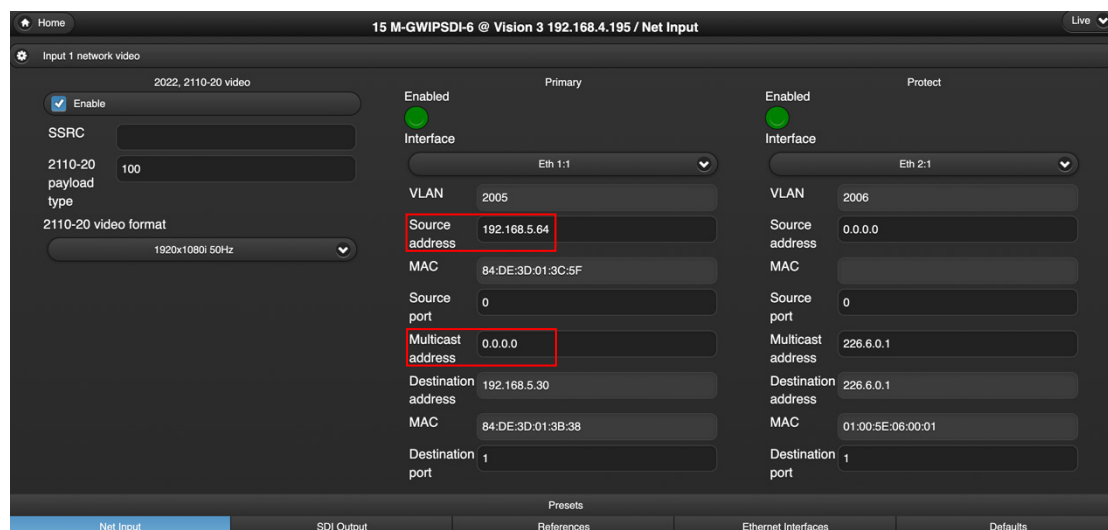 Home
15 M-GWIPSDI-6 @ Vision 3 192.168.4.195 / Net Input
Live
Input 1 network video
2022, 2110-20 video
Enable
SSRC
2110-20
payload
type
100
2110-20 video format
1920x1080i 50Hz
Primary
Enabled
Interface
Eth 1:1
VLAN
2005
Source
address
192.168.5.64
MAC
84:DE:3D:01:3C:5F
Source
port
0
Multicast
address
0.0.0.0
Destination
address
192.168.5.30
MAC
84:DE:3D:01:3B:38
Destination
port
1
Protect
Enabled
Interface
Eth 2:1
VLAN
2006
Source
address
0.0.0.0
MAC
Source
port
0
Multicast
address
226.6.0.1
Destination
address
226.6.0.1
MAC
01:00:5E:06:00:01
Destination
port
1
Presets
Net Input
SDI Output
References
Ethernet Interfaces
Defaults